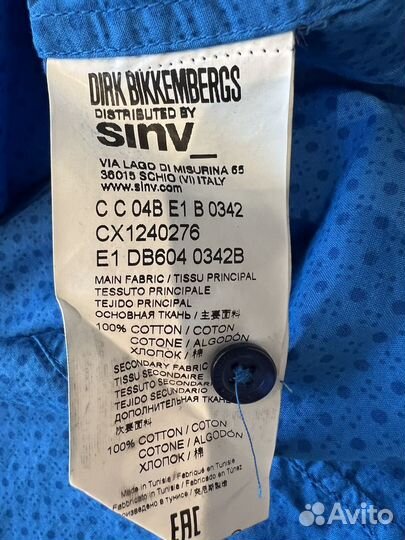 DIRK BIKKEMBERGS
DISTRIBUTED BY
sinv_
VIA LAGO DI MISURINA 65
36015 SCHIO (VI) ITALY
www.sinv.com
C C 04B E1 B 0342
CX1240276
E1 DB604 0342B
MAIN FABRIC / TISSU PRINCIPAL
TESSUTO PRINCIPALE
TEJIDO PRINCIPAL
ОСНОВНАЯ ТКАНЬ / 主要面料
100% COTTON / COTON
COTONE / ALGODÓN
ХЛОПОК / 棉
SECONDARY FABRIC
TISSU SECONDAIRE
TESSUTO SECONDARIO
TEJIDO SECUNDARIO
ДОПОЛНИТЕЛЬНАЯ ТКАНЬ
次要面料
100% COTTON / COTON
COTONE / ALGODÓN
ХЛОПОК / 棉
Made in Tunisia / Fabriqué en Tunisie
Fabbricato in Tunisia / Fabricado en Túnez
роизведено в Тунисе / 突尼斯製造
EAC
Avito